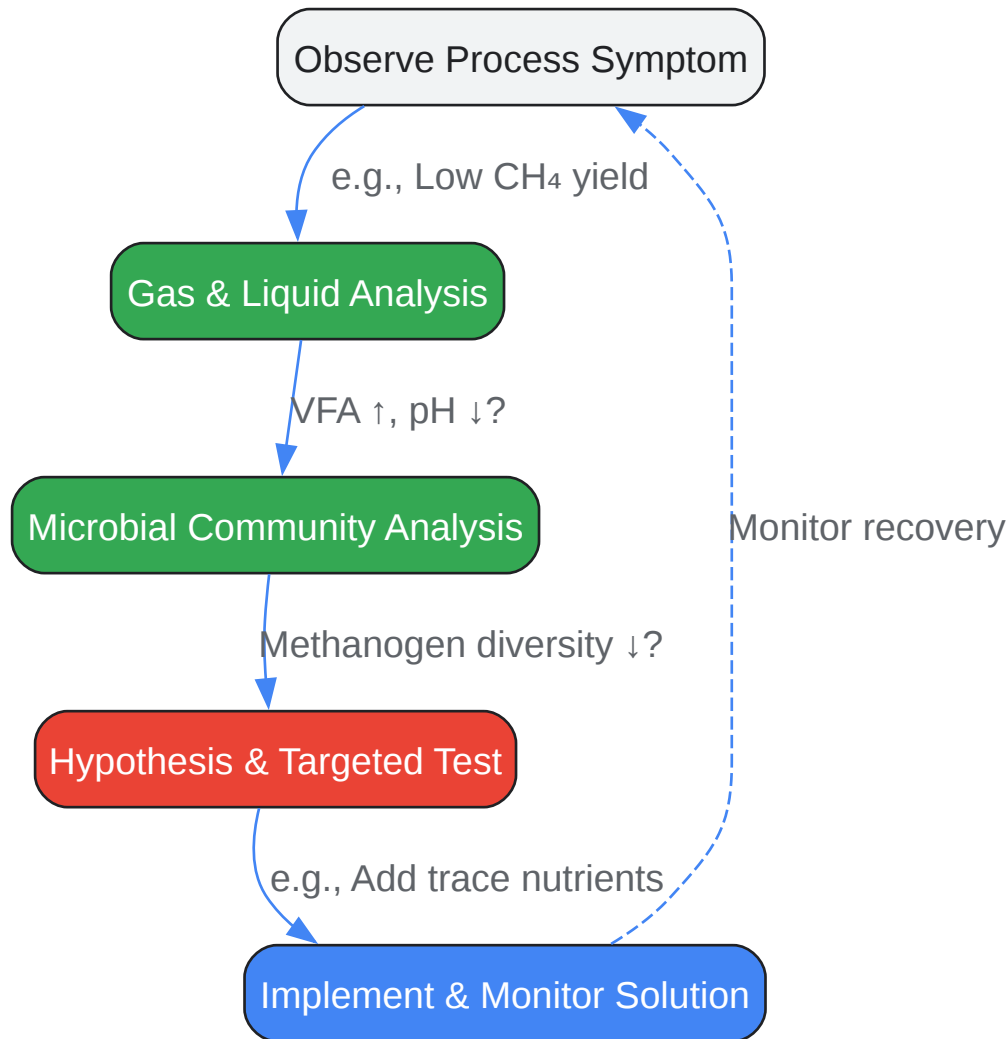 Observe Process Symptom
e.g., Low CH₄ yield
Gas & Liquid Analysis
VFA ↑, pH ↓?
Microbial Community Analysis
Monitor recovery
Methanogen diversity ↓?
Hypothesis & Targeted Test
e.g., Add trace nutrients
Implement & Monitor Solution